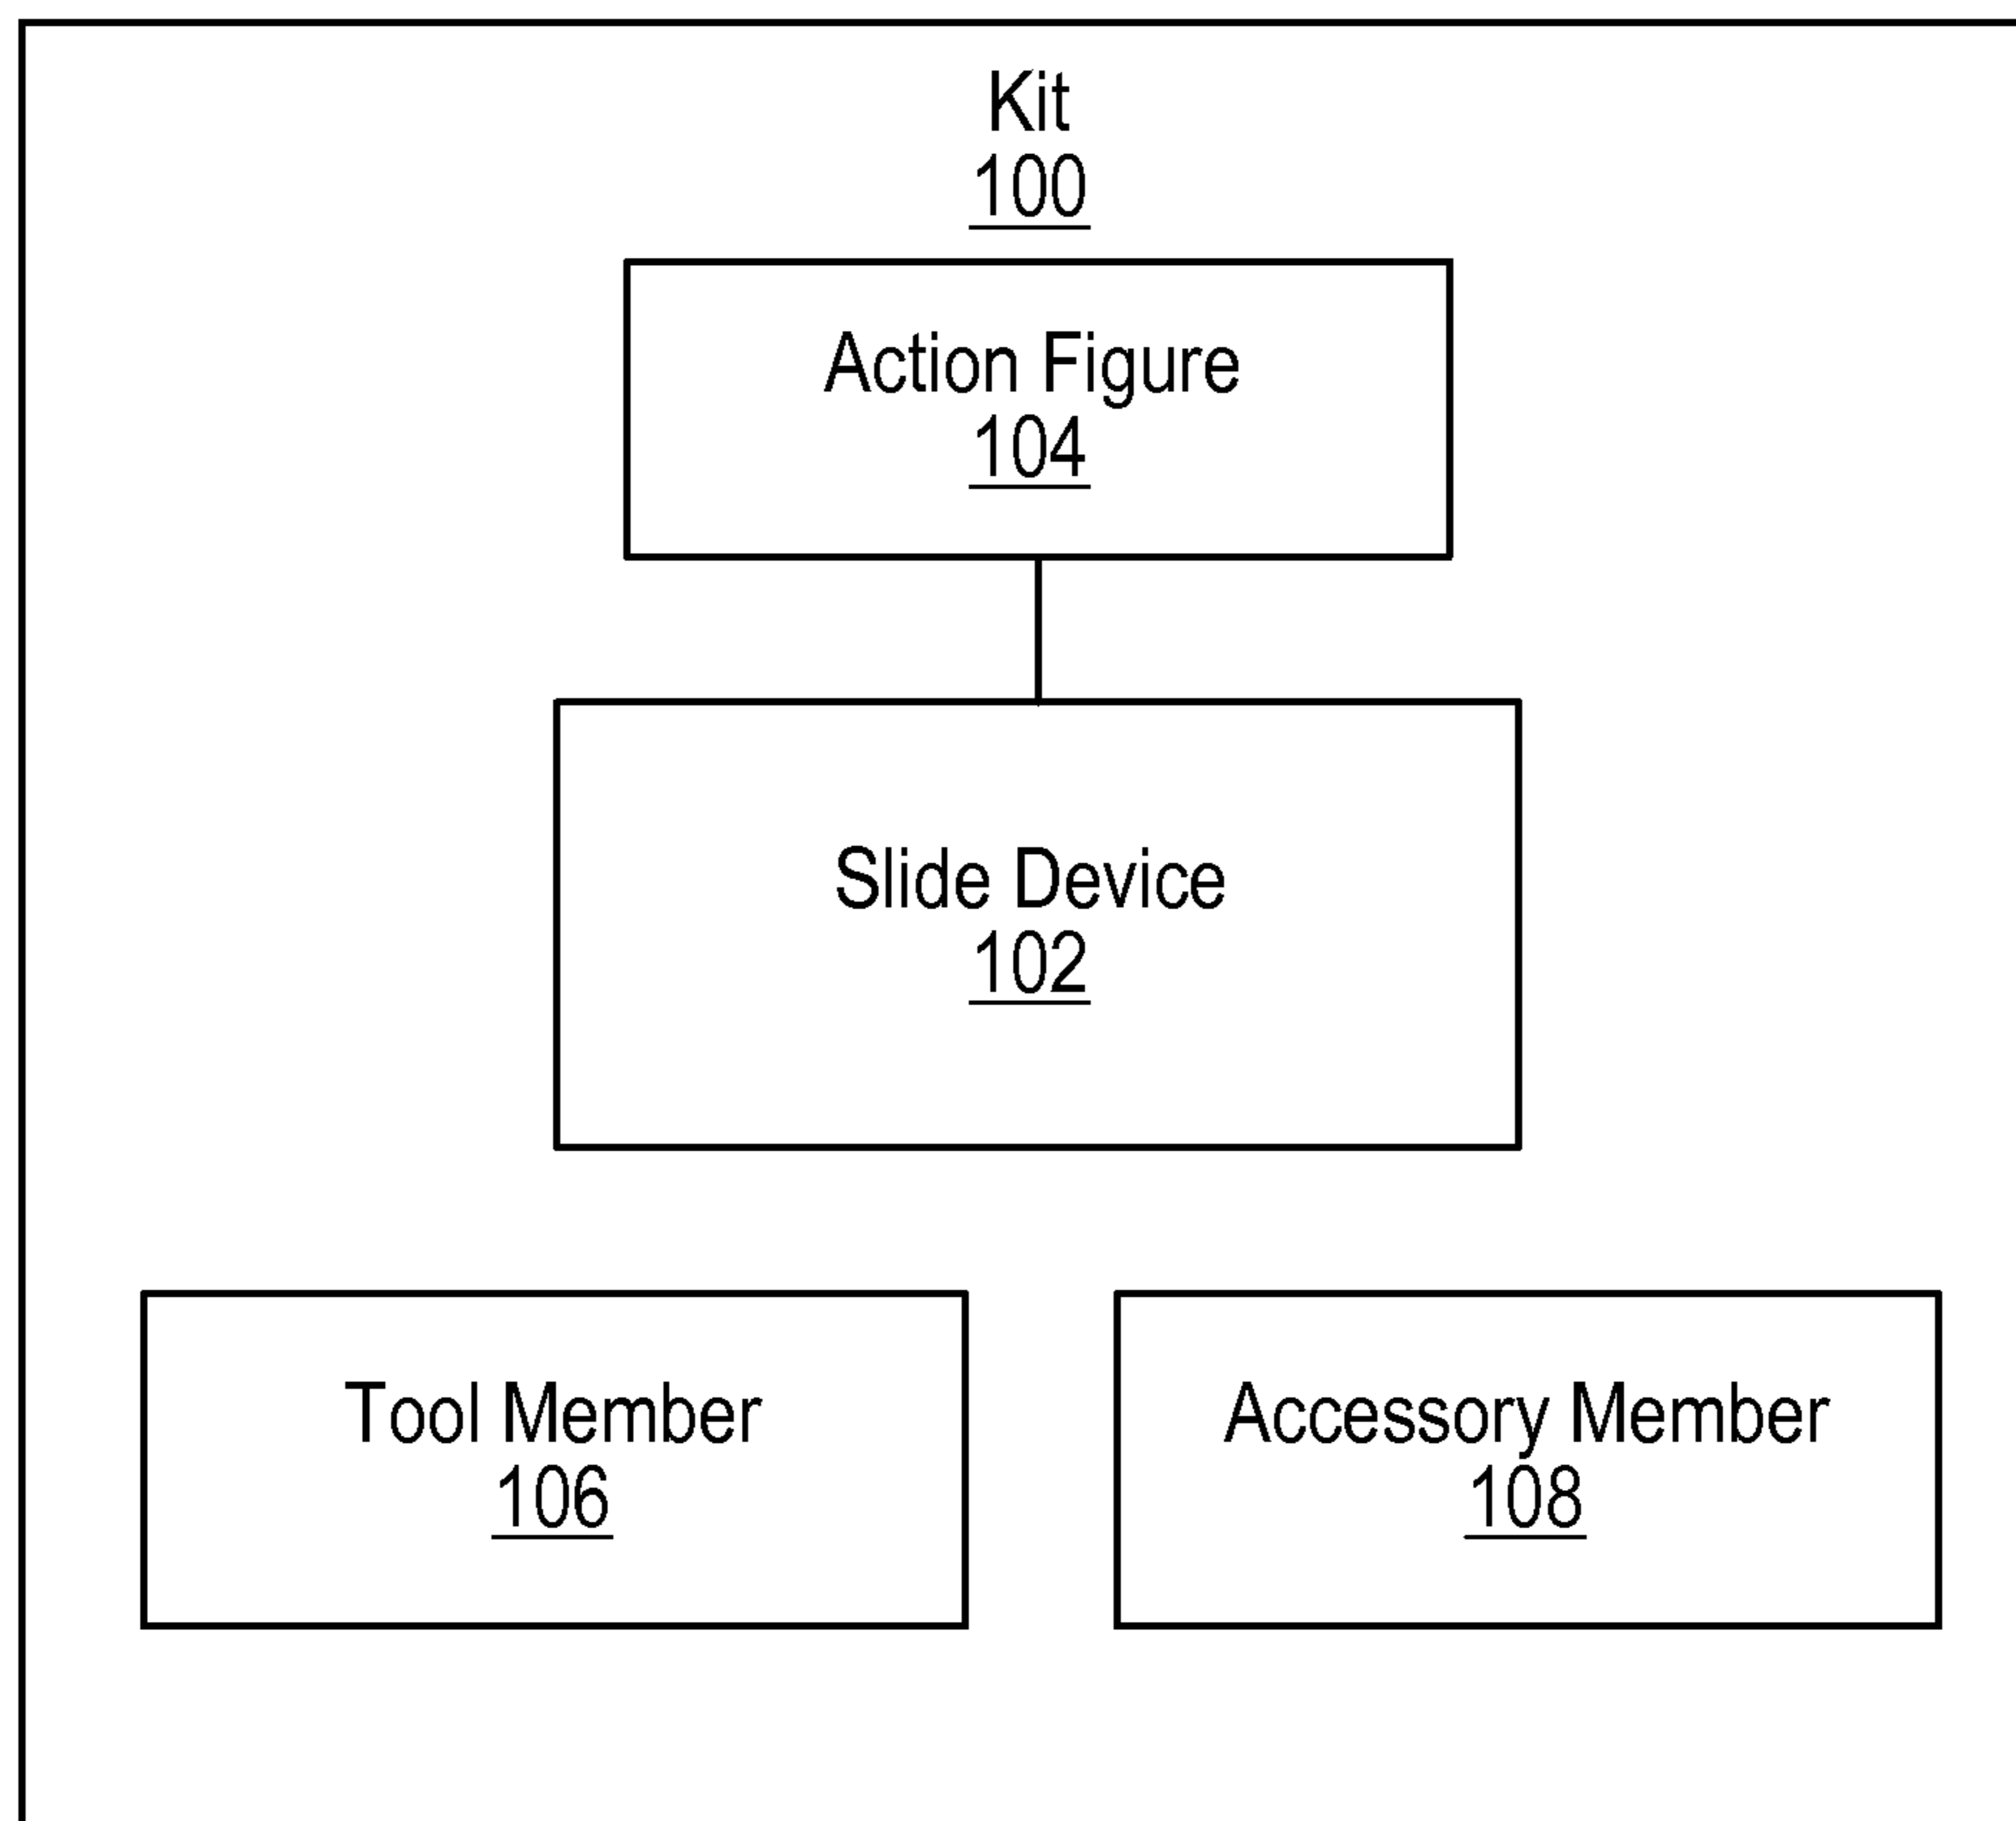 Kit
100
Action Figure
104
Slide Device
102
Tool Member
106
Accessory Member
108